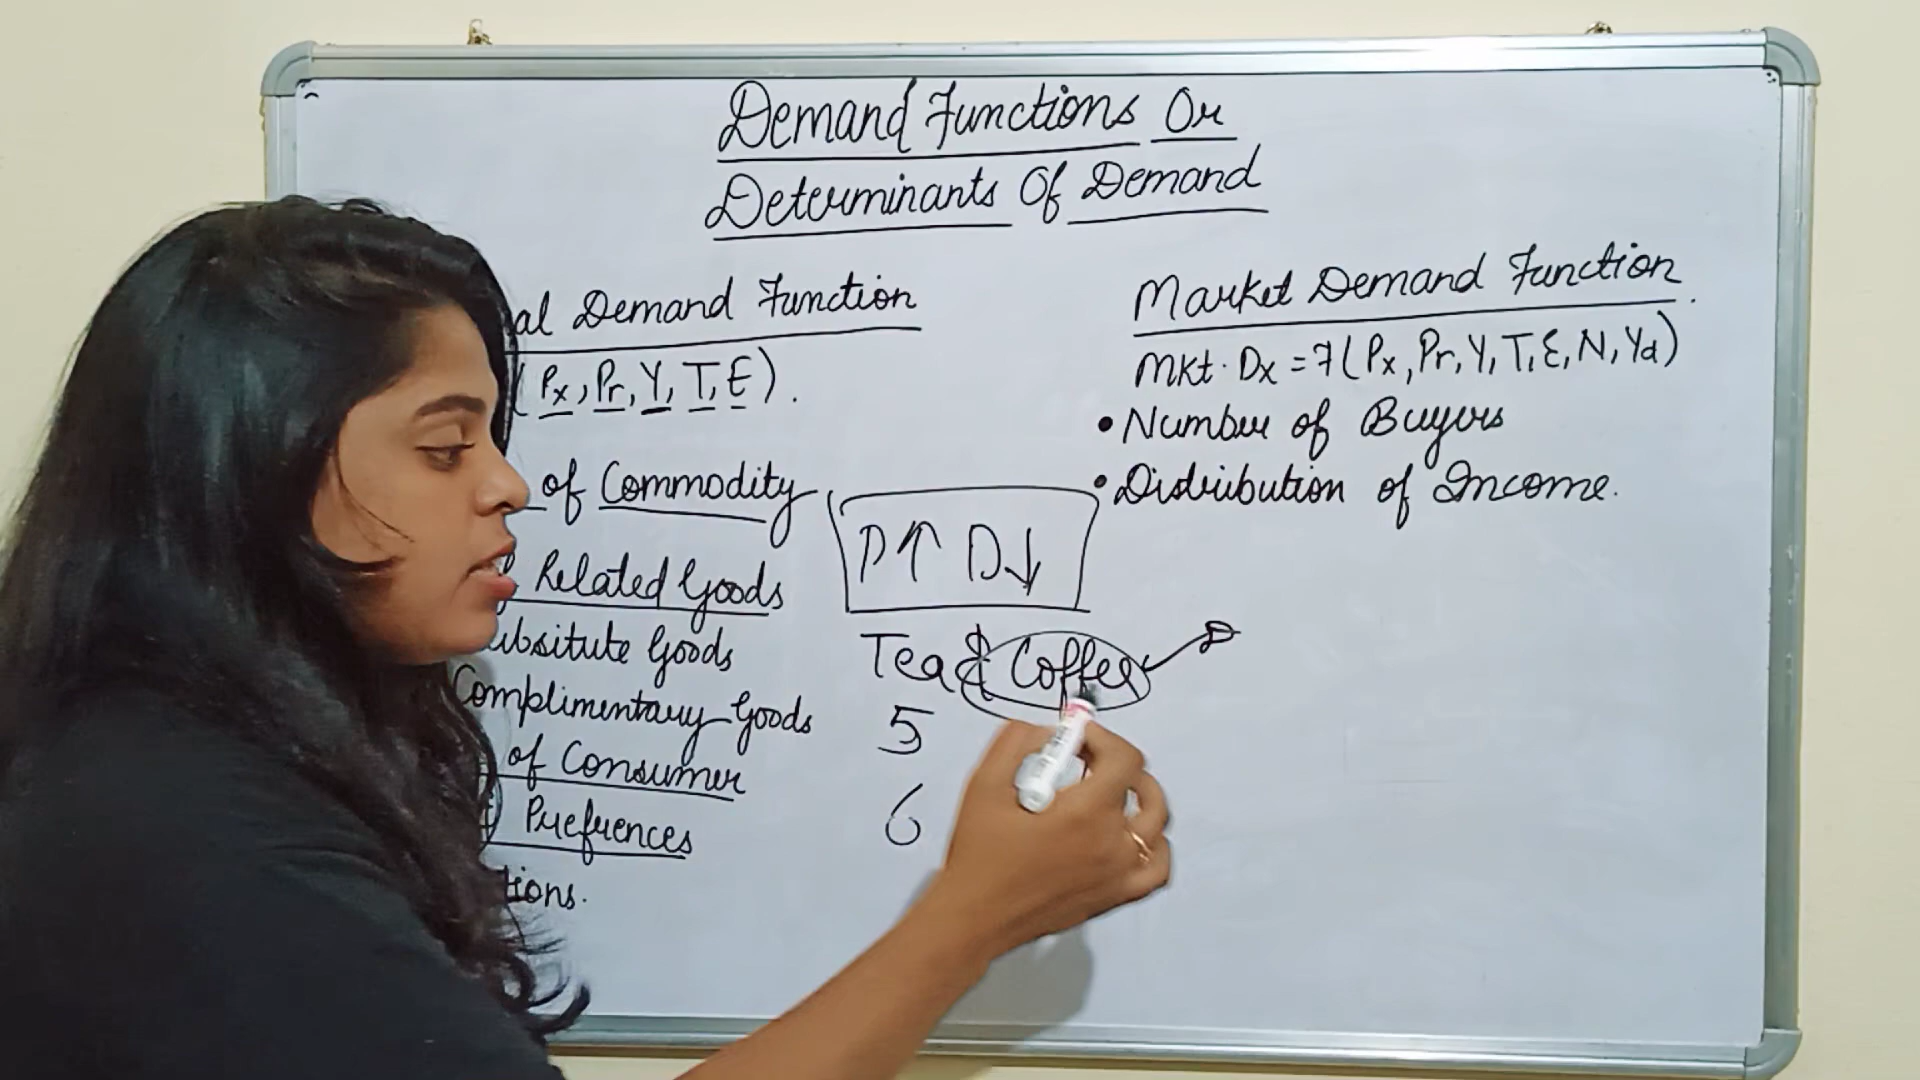 Demand Functions Or
Determinants Of Demand
al Demand Function
(Px, Pr, Y, T, E).
of Commodity
Related Goods
ubsitute Goods
Complimentary Goods
of Consumer
Prefrences
tions.
P↑ D↓
Tea & Coffee → D
5
6
Market Demand Function.
Mkt. Dx = f(Px, Pr, Y, T, E, N, Yd)
• Number of Buyers
• Distribution of Income.